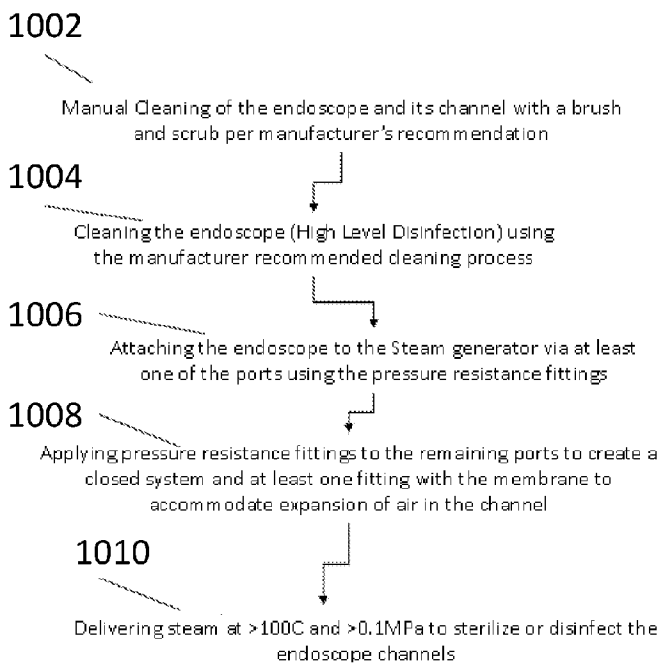 1002
Manual Cleaning of the endoscope and its channel with a brush
and scrub per manufacturer's recommendation
1004
Cleaning the endoscope (High Level Disinfection) using
the manufacturer recommended cleaning process
1006
Attaching the endoscope to the Steam generator via at least
one of the ports using the pressure resistance fittings
1008
Applying pressure resistance fittings to the remaining ports to create a
closed system and at least one fitting with the membrane to
accommodate expansion of air in the channel
1010
Delivering steam at >100C and >0.1MPa to sterilize or disinfect the
endoscope channels